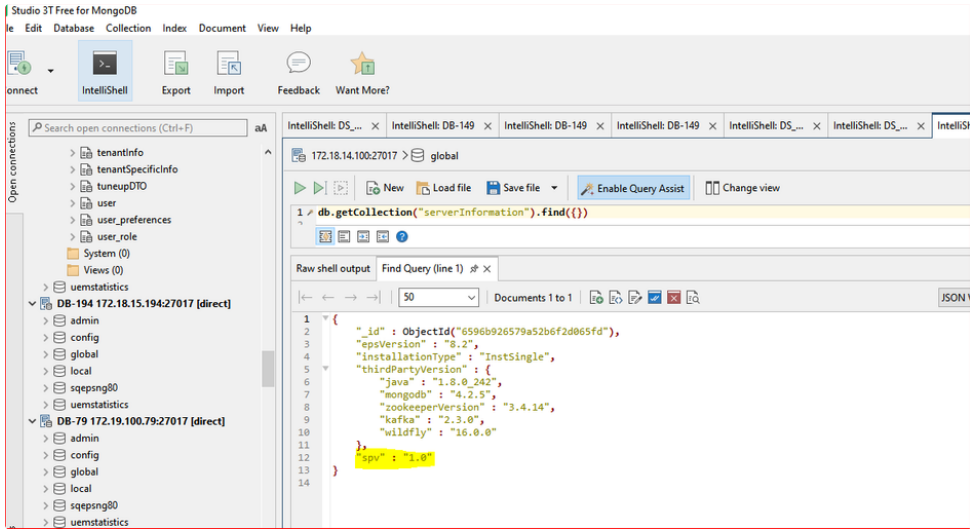 Studio 3T Free for MongoDB
le Edit Database Collection Index Document View Help
onnect IntelliShell Export Import Feedback Want More?
Open connections
Search open connections (Ctrl+F) aA
tenantInfo
tenantSpecificInfo
tuneupDTO
user
user_preferences
user_role
System (0)
Views (0)
uemstatistics
DB-194 172.18.15.194:27017 [direct]
admin
config
global
local
sqepsng80
uemstatistics
DB-79 172.19.100.79:27017 [direct]
admin
config
global
local
sqepsng80
uemstatistics
IntelliShell: DS_... IntelliShell: DB-149 IntelliShell: DB-149 IntelliShell: DB-149 IntelliShell: DS_... IntelliShell: DS_... IntelliSh
172.18.14.100:27017 > global
New Load file Save file Enable Query Assist Change view
1 db.getCollection("serverInformation").find({})
Raw shell output Find Query (line 1)
50 Documents 1 to 1 JSON V
1 {
2 "_id" : ObjectId("6596b926579a52b6f2d065fd"),
3 "epsVersion" : "8.2",
4 "installationType" : "InstSingle",
5 "thirdPartyVersion" : {
6 "java" : "1.8.0_242",
7 "mongodb" : "4.2.5",
8 "zookeeperVersion" : "3.4.14",
9 "kafka" : "2.3.0",
10 "wildfly" : "16.0.0"
11 },
12 "spv" : "1.0"
13 }
14